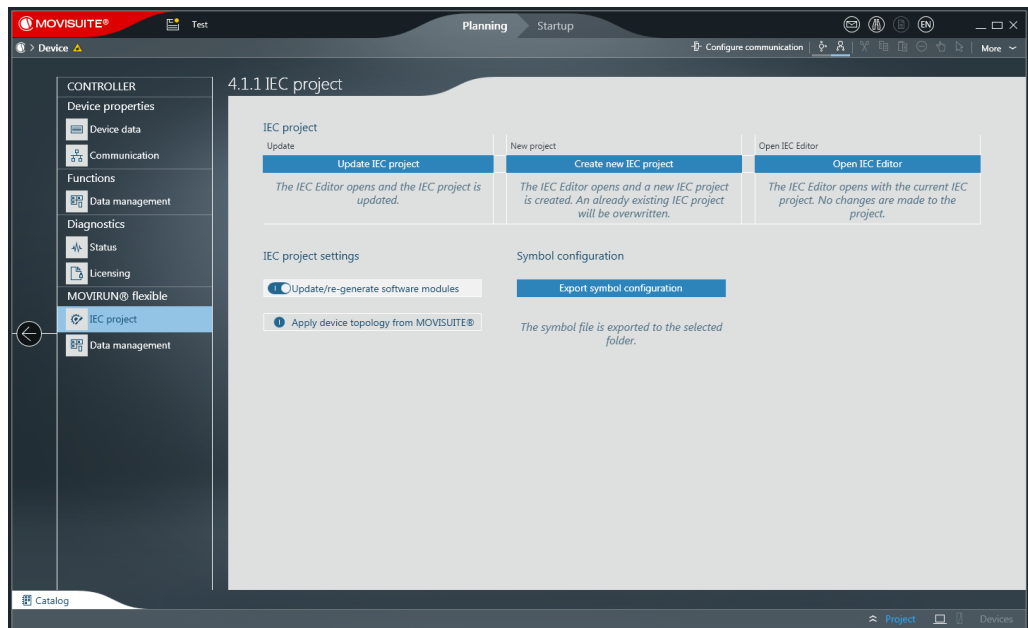 MOVISUITE®
Test
Planning
Startup
EN
> Device
Configure communication
More
CONTROLLER
Device properties
Device data
Communication
Functions
Data management
Diagnostics
Status
Licensing
MOVIRUN® flexible
IEC project
Data management
4.1.1 IEC project
IEC project
Update
Update IEC project
The IEC Editor opens and the IEC project is
updated.
New project
Create new IEC project
The IEC Editor opens and a new IEC project
is created. An already existing IEC project
will be overwritten.
Open IEC Editor
Open IEC Editor
The IEC Editor opens with the current IEC
project. No changes are made to the
project.
IEC project settings
Update/re-generate software modules
Apply device topology from MOVISUITE®
Symbol configuration
Export symbol configuration
The symbol file is exported to the selected
folder.
Catalog
Project
Devices